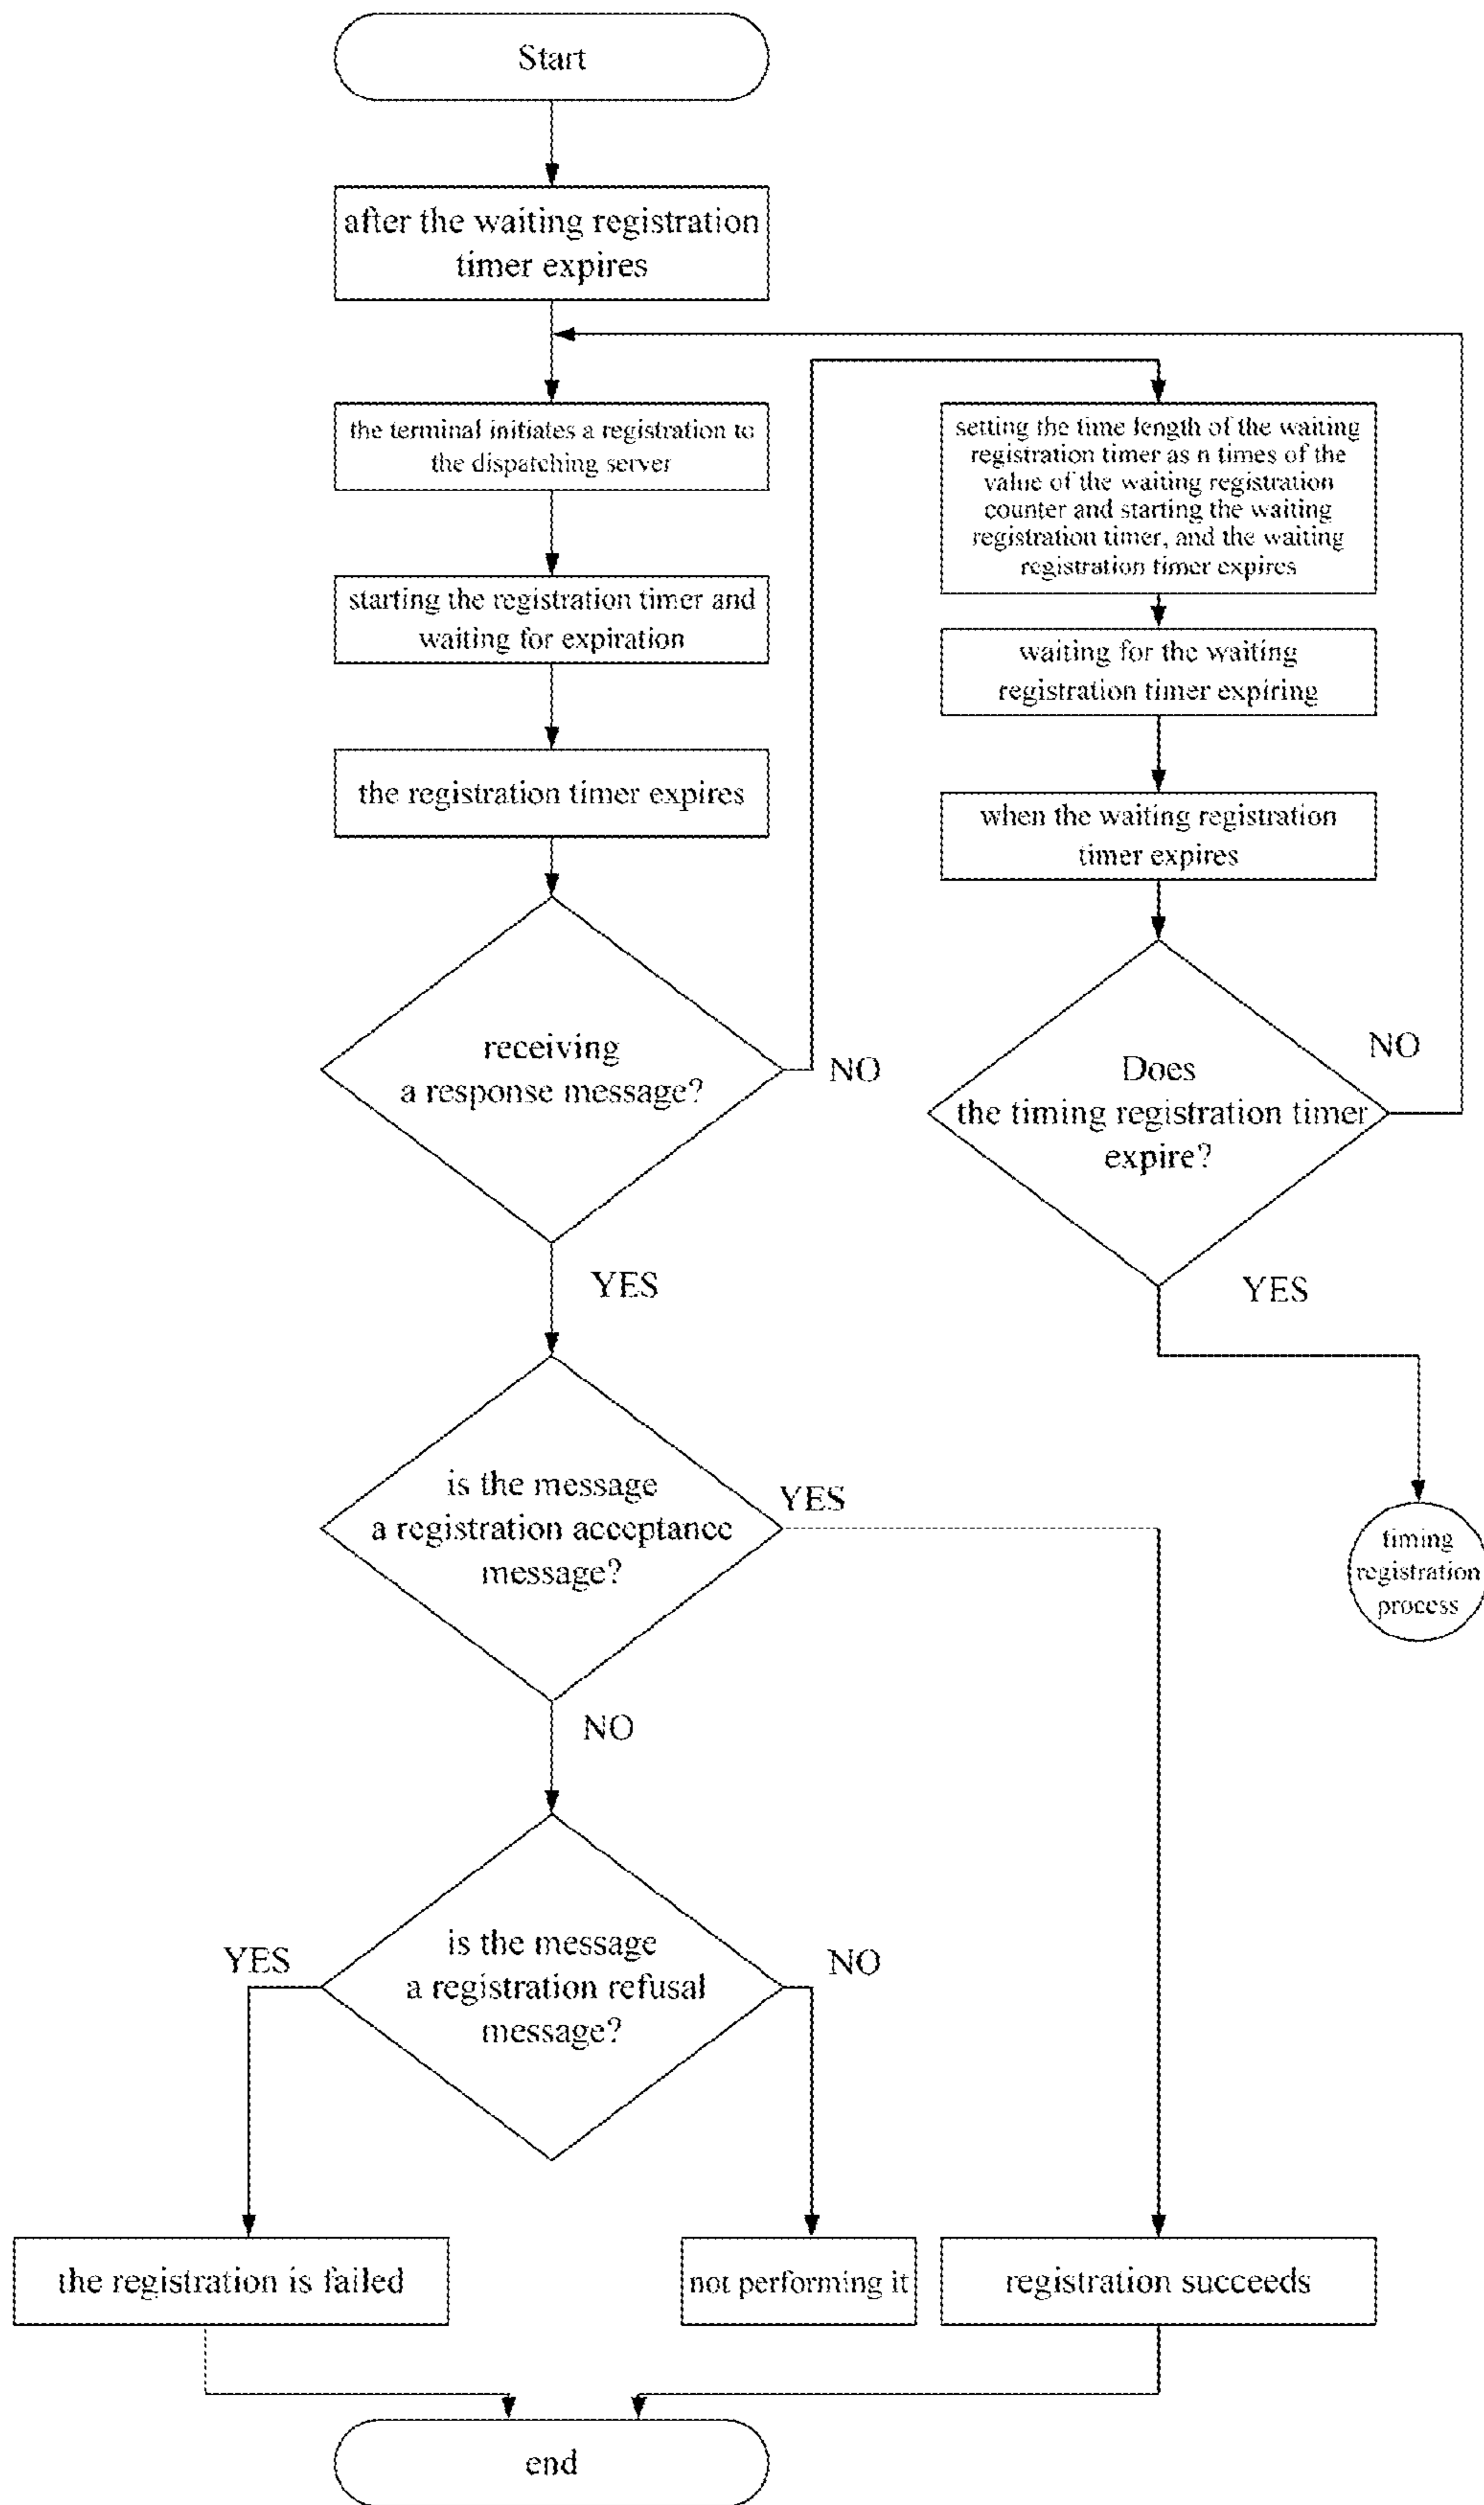 Start
after the waiting registration
timer expires
the terminal initiates a registration to
the dispatching server
starting the registration timer and
waiting for expiration
the registration timer expires
receiving
a response message?
NO
YES
setting the time length of the waiting
registration timer as n times of the
value of the waiting registration
counter and starting the waiting
registration timer, and the waiting
registration timer expires
waiting for the waiting
registration timer expiring
when the waiting registration
timer expires
Does
the timing registration timer
expire?
NO
YES
timing
registration
process
is the message
a registration acceptance
message?
YES
NO
is the message
a registration refusal
message?
YES
NO
the registration is failed
not performing it
registration succeeds
end